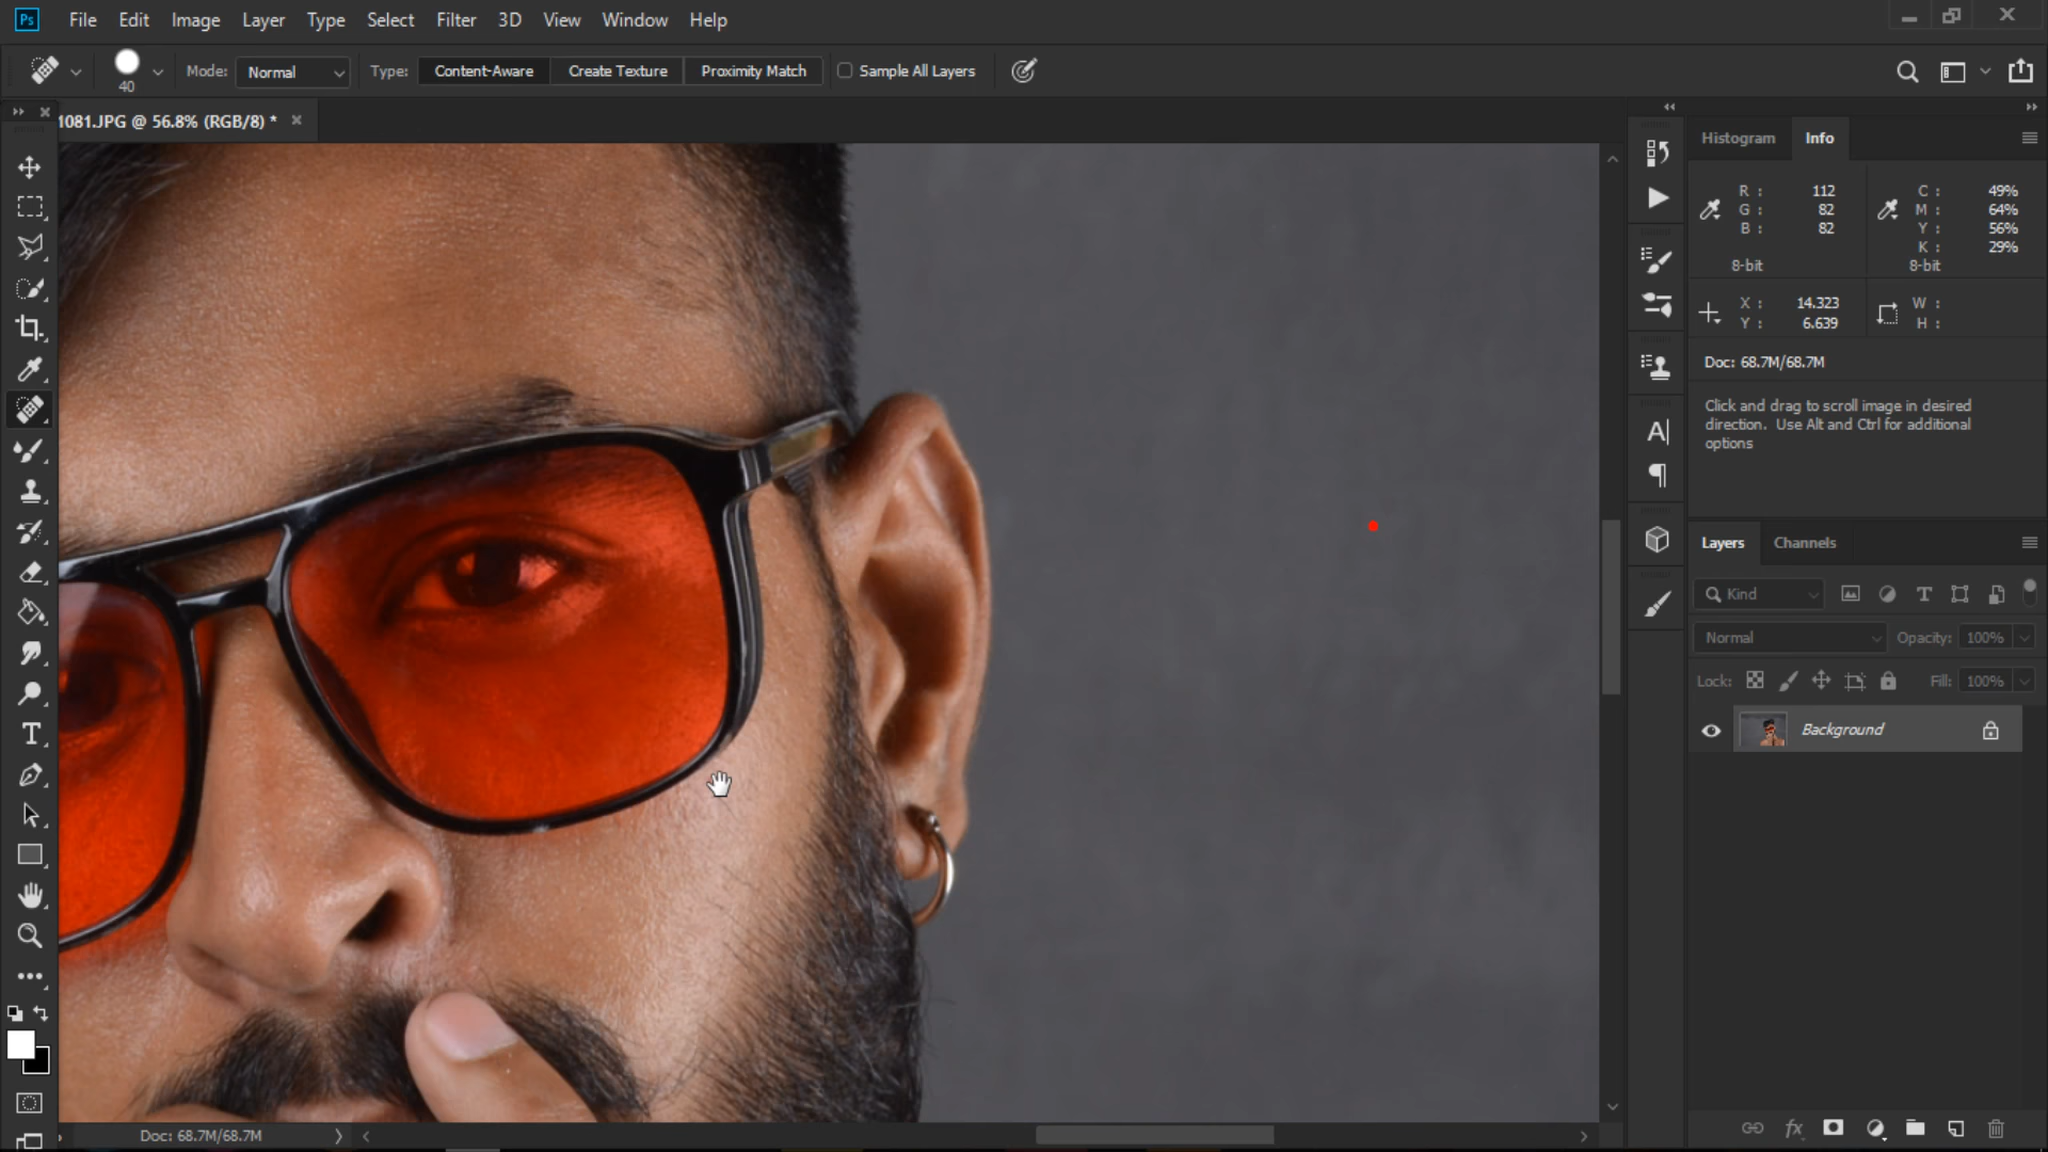 Ps File Edit Image Layer Type Select Filter 3D View Window Help
40 Mode: Normal Type: Content-Aware Create Texture Proximity Match Sample All Layers
1081.JPG @ 56.8% (RGB/8) *
Histogram Info
R : 112 C : 49%
G : 82 M : 64%
B : 82 Y : 56%
K : 29%
8-bit 8-bit
X : 14.323 W :
Y : 6.639 H :
Doc: 68.7M/68.7M
Click and drag to scroll image in desired
direction. Use Alt and Ctrl for additional
options
Layers Channels
Kind
Normal Opacity: 100%
Lock: Fill: 100%
Background
fx
Doc: 68.7M/68.7M